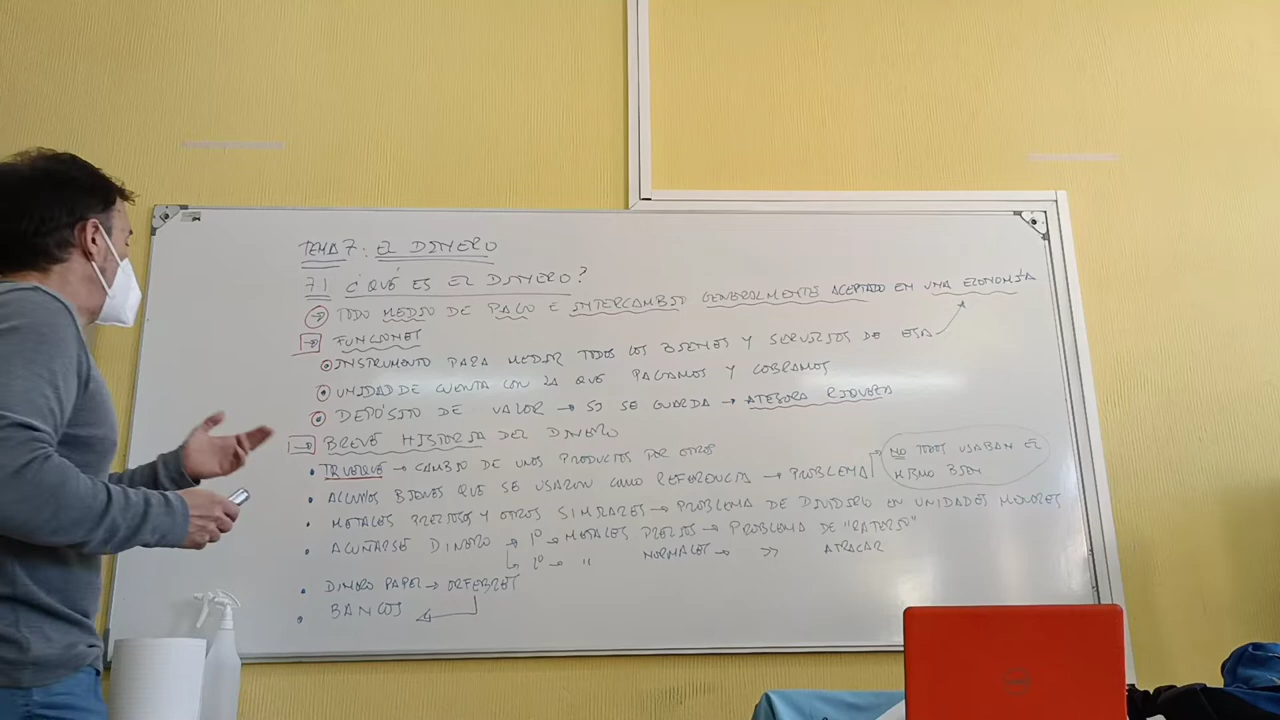 TEMA 7: EL DINERO
7.1 ¿QUÉ ES EL DINERO?
→ TODO MEDIO DE PAGO E INTERCAMBIO GENERALMENTE ACEPTADO EN UNA ECONOMÍA
→ FUNCIONES
INSTRUMENTO PARA MEDIR TODOS LOS BIENES Y SERVICIOS DE ESA
UNIDAD DE CUENTA CON LA QUE PAGAMOS Y COBRAMOS
DEPÓSITO DE VALOR → SI SE GUARDA → ATESORA RIQUEZA
→ BREVE HISTORIA DEL DINERO
• TRUEQUE → CAMBIO DE UNOS PRODUCTOS POR OTROS
• ALGUNOS BIENES QUE SE USARON COMO REFERENCIA → PROBLEMA → NO TODOS USABAN EL MISMO BIEN
• METALES PRECIOSOS Y OTROS SIMILARES → PROBLEMA DE DIVIDIRLO EN UNIDADES MENORES
• ACUÑARSE DINERO → 1º → METALES PRECIOS → PROBLEMA DE "RATERIO"
2º → " NORMALES → " ATRACAR
• DINERO PAPEL → ORFEBRES
• BANCOS